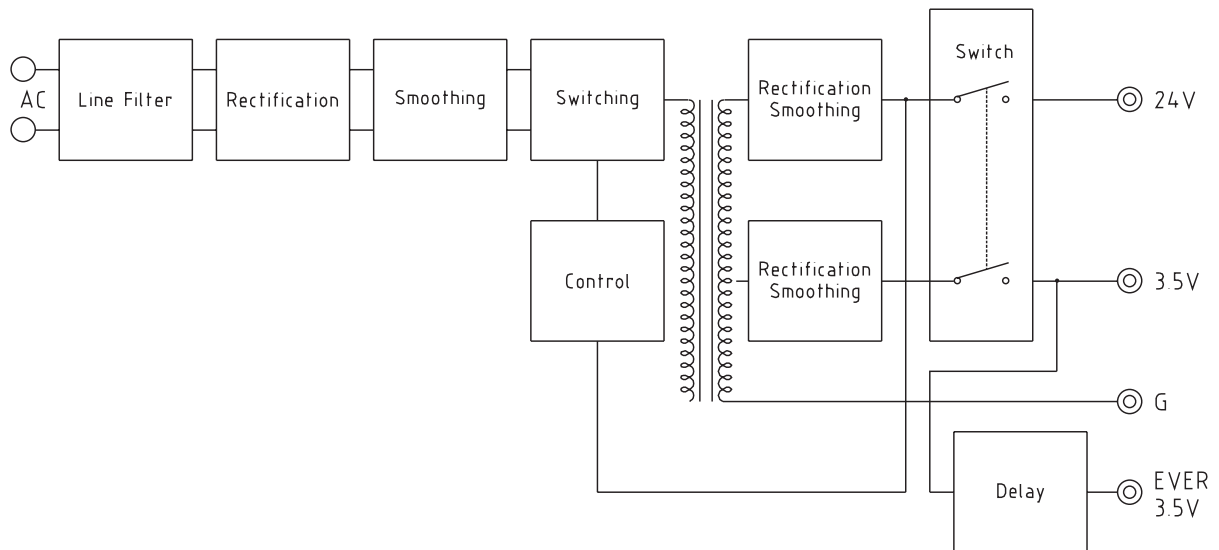 AC
Line Filter
Rectification
Smoothing
Switching
Rectification
Smoothing
Switch
24V
Control
Rectification
Smoothing
3.5V
G
Delay
EVER
3.5V